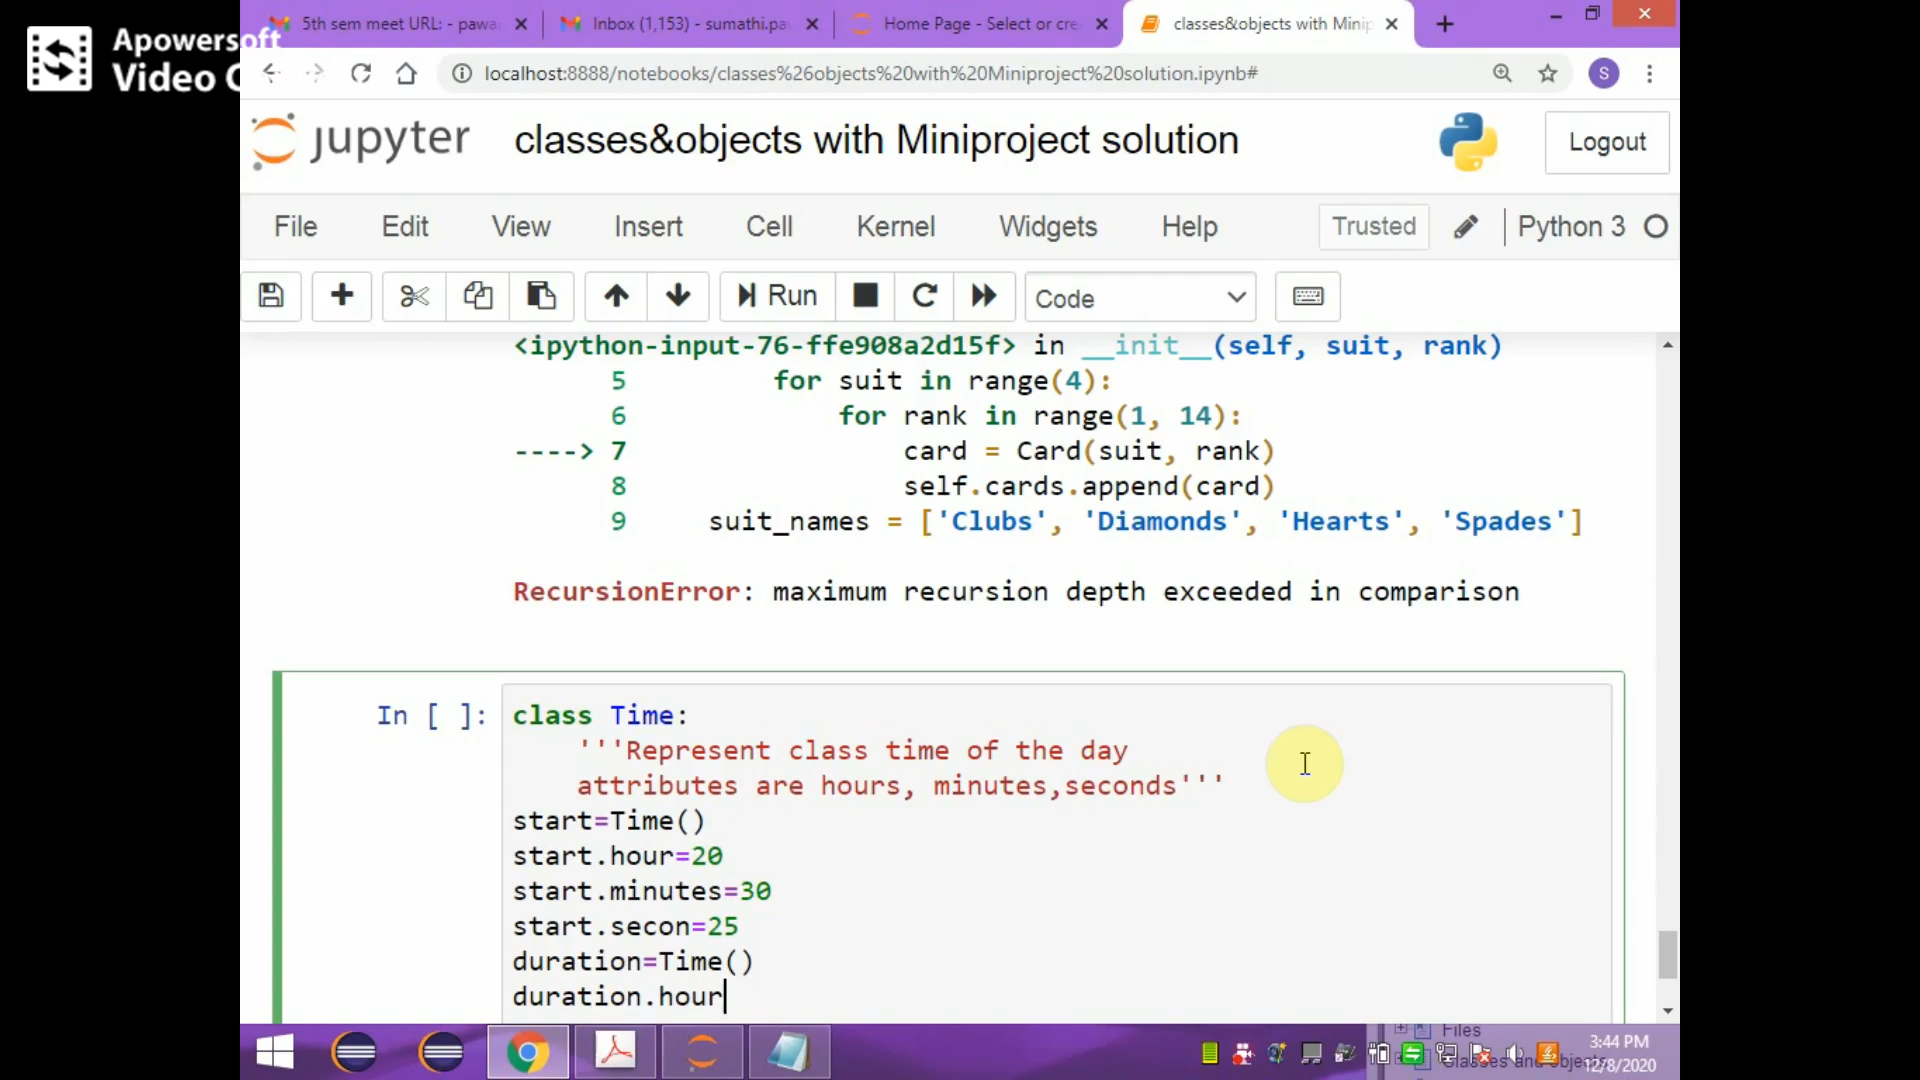 Apowersoft
Video C
5th sem meet URL: - pawa
Inbox (1,153) - sumathi.pa
Home Page - Select or cre
classes&objects with Minip
localhost:8888/notebooks/classes%26objects%20with%20Miniproject%20solution.ipynb#
S
jupyter
classes&objects with Miniproject solution
Logout
File Edit View Insert Cell Kernel Widgets Help
Trusted
Python 3
Run
Code
<ipython-input-76-ffe908a2d15f> in __init__(self, suit, rank)
5 for suit in range(4):
6 for rank in range(1, 14):
----> 7 card = Card(suit, rank)
8 self.cards.append(card)
9 suit_names = ['Clubs', 'Diamonds', 'Hearts', 'Spades']
RecursionError: maximum recursion depth exceeded in comparison
In [ ]:
class Time:
'''Represent class time of the day
attributes are hours, minutes,seconds'''
start=Time()
start.hour=20
start.minutes=30
start.secon=25
duration=Time()
duration.hour
Files
Classes and objects
3:44 PM
12/8/2020